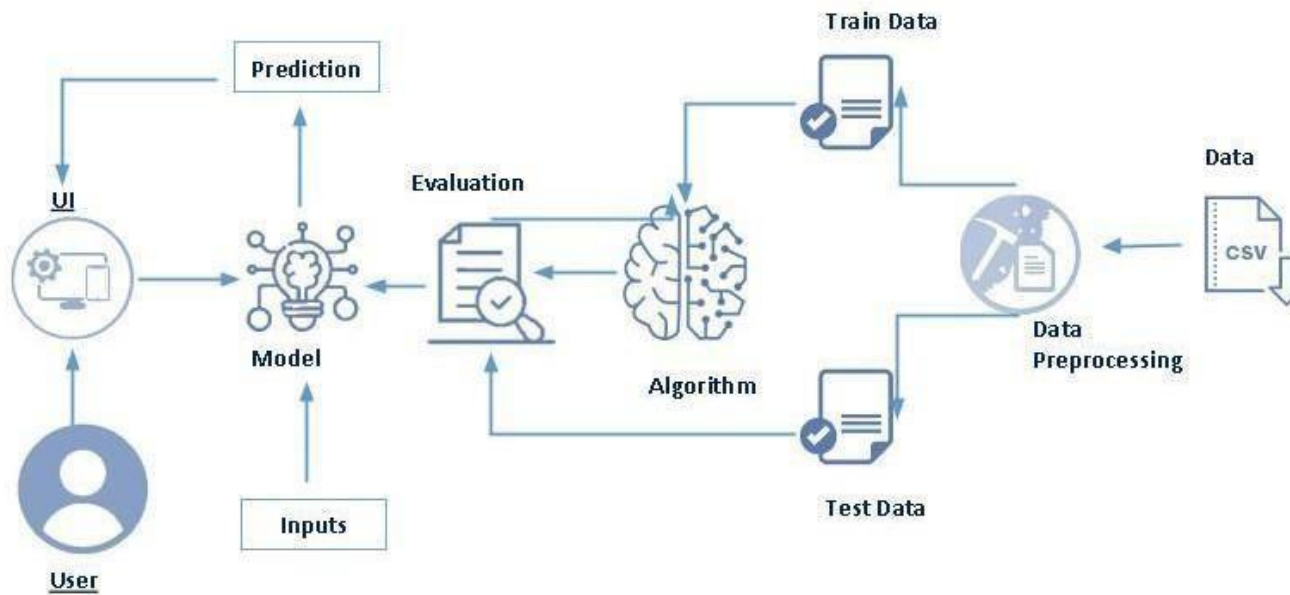 Train Data
Prediction
Data
Evaluation
UI
CSV
Data
Preprocessing
Model
Algorithm
Inputs
Test Data
User